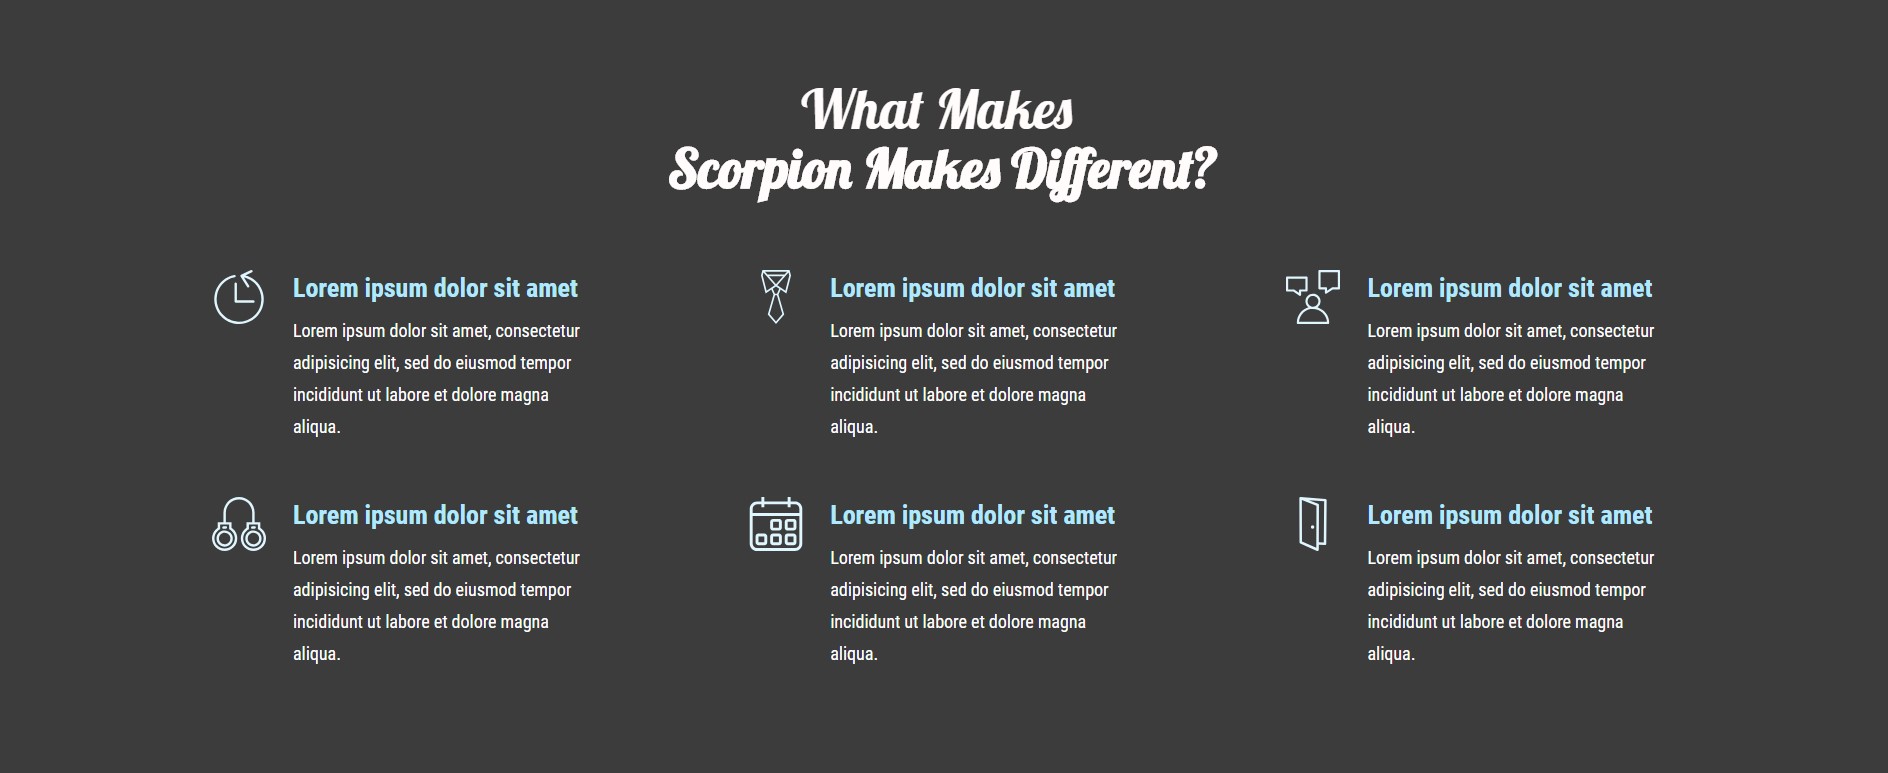 What Makes
Scorpion Makes Different?
Lorem ipsum dolor sit amet
Lorem ipsum dolor sit amet, consectetur
adipisicing elit, sed do eiusmod tempor
incididunt ut labore et dolore magna
aliqua.
Lorem ipsum dolor sit amet
Lorem ipsum dolor sit amet, consectetur
adipisicing elit, sed do eiusmod tempor
incididunt ut labore et dolore magna
aliqua.
Lorem ipsum dolor sit amet
Lorem ipsum dolor sit amet, consectetur
adipisicing elit, sed do eiusmod tempor
incididunt ut labore et dolore magna
aliqua.
Lorem ipsum dolor sit amet
Lorem ipsum dolor sit amet, consectetur
adipisicing elit, sed do eiusmod tempor
incididunt ut labore et dolore magna
aliqua.
Lorem ipsum dolor sit amet
Lorem ipsum dolor sit amet, consectetur
adipisicing elit, sed do eiusmod tempor
incididunt ut labore et dolore magna
aliqua.
Lorem ipsum dolor sit amet
Lorem ipsum dolor sit amet, consectetur
adipisicing elit, sed do eiusmod tempor
incididunt ut labore et dolore magna
aliqua.